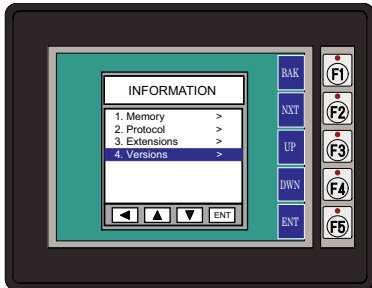 INFORMATION
1. Memory >
2. Protocol >
3. Extensions >
4. Versions >
ENT
BAK
NXT
UP
DWN
ENT
F1
F2
F3
F4
F5